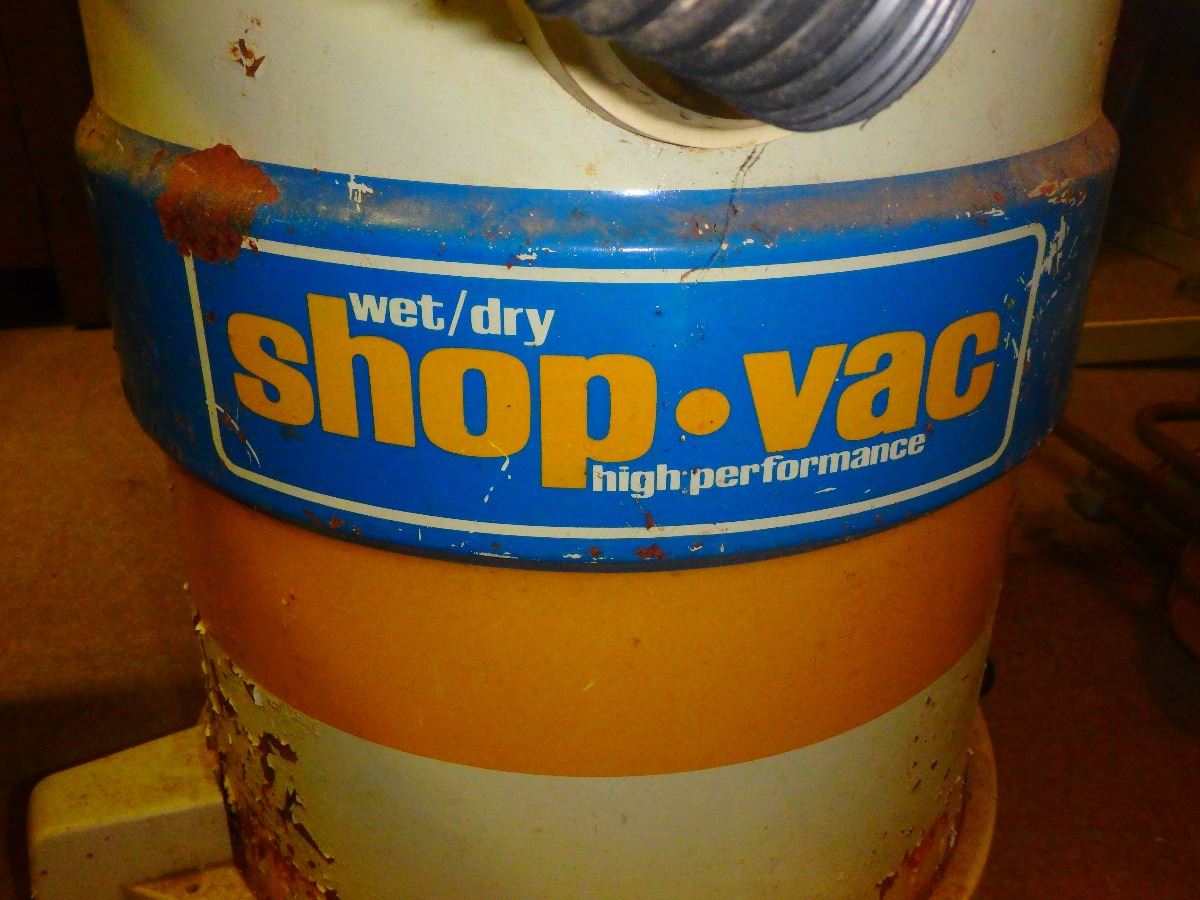 wet/dry
shop·vac
high performance